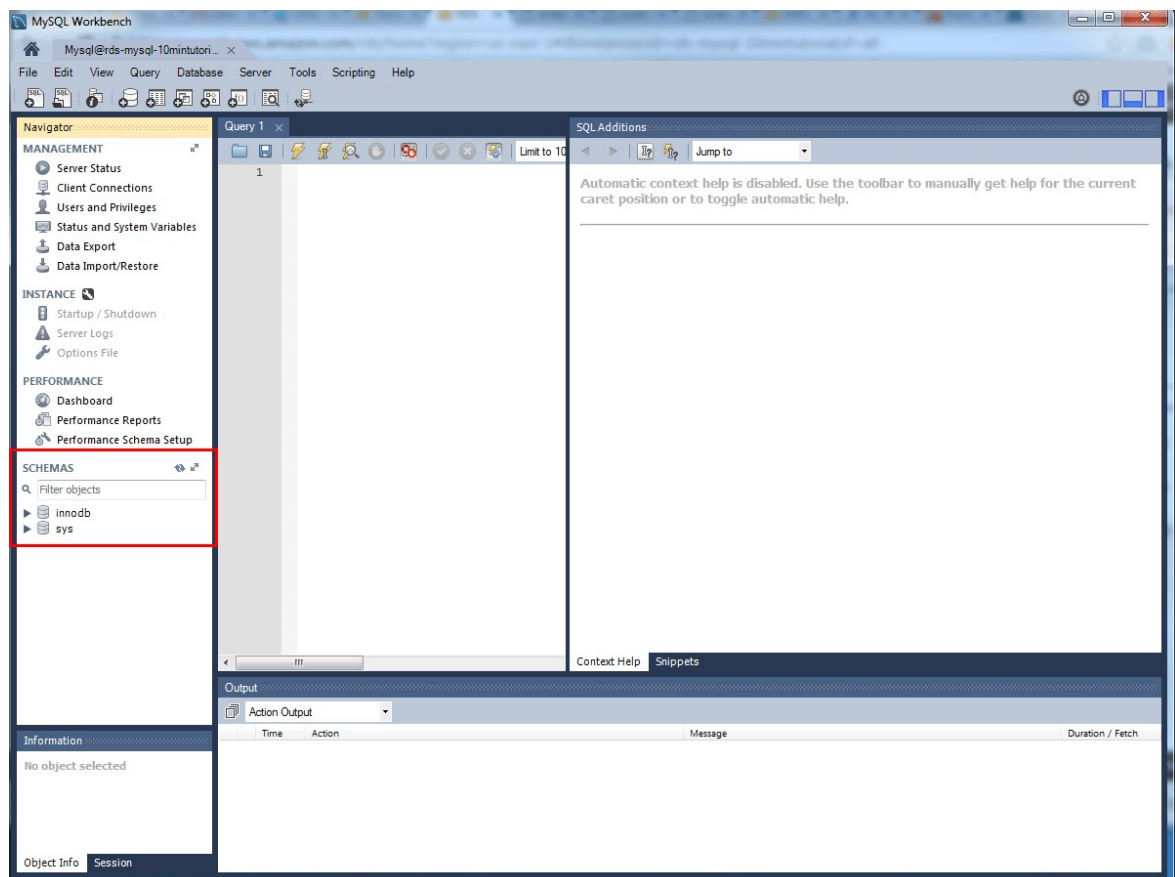 MySQL Workbench
Mysql@rds-mysql-10mintutori... ×
File Edit View Query Database Server Tools Scripting Help
Navigator
MANAGEMENT
Server Status
Client Connections
Users and Privileges
Status and System Variables
Data Export
Data Import/Restore
INSTANCE
Startup / Shutdown
Server Logs
Options File
PERFORMANCE
Dashboard
Performance Reports
Performance Schema Setup
SCHEMAS
Filter objects
innodb
sys
Information
No object selected
Object Info Session
Query 1 ×
Limit to 10
1
SQL Additions
Jump to
Automatic context help is disabled. Use the toolbar to manually get help for the current
caret position or to toggle automatic help.
Context Help Snippets
Output
Action Output
Time Action Message Duration / Fetch